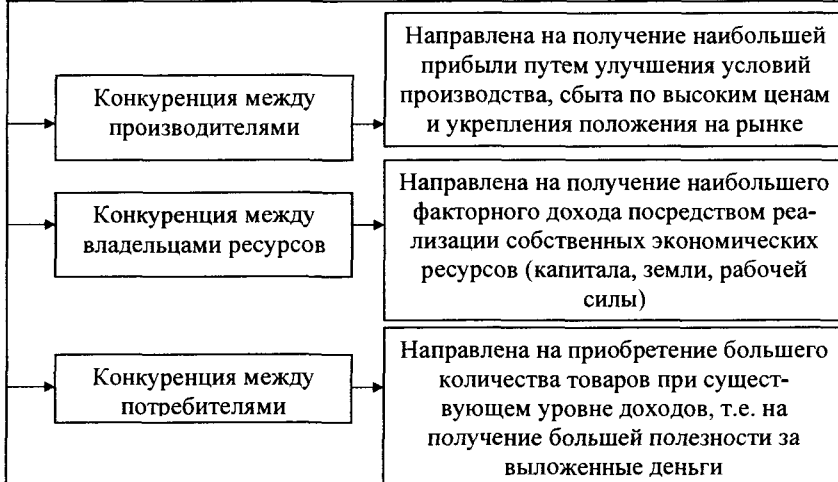 Конкуренция между
производителями
Направлена на получение наибольшей
прибыли путем улучшения условий
производства, сбыта по высоким ценам
и укрепления положения на рынке
Конкуренция между
владельцами ресурсов
Направлена на получение наибольшего
факторного дохода посредством реа-
лизации собственных экономических
ресурсов (капитала, земли, рабочей
силы)
Конкуренция между
потребителями
Направлена на приобретение большего
количества товаров при сущест-
вующем уровне доходов, т.е. на
получение большей полезности за
выложенные деньги